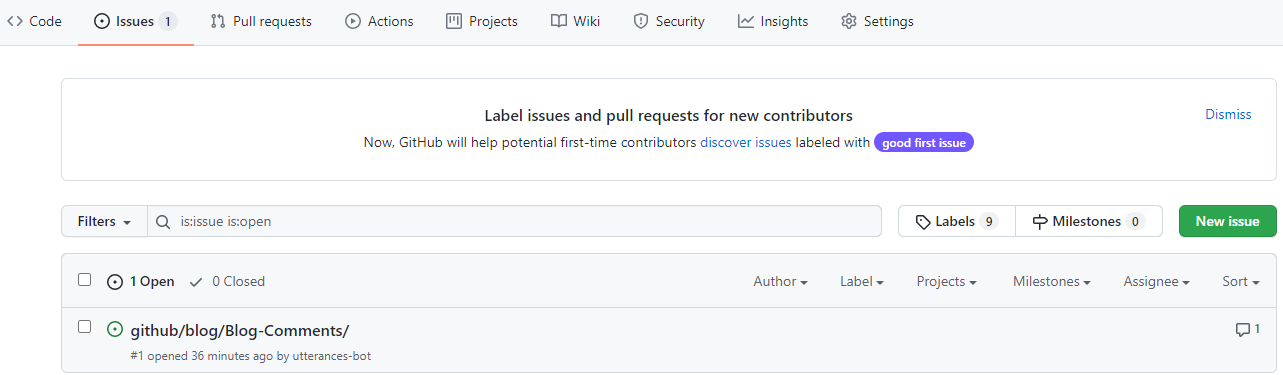 Code Issues 1 Pull requests Actions Projects Wiki Security Insights Settings
Label issues and pull requests for new contributors
Dismiss
Now, GitHub will help potential first-time contributors discover issues labeled with good first issue
Filters is:issue is:open Labels 9 Milestones 0 New issue
1 Open 0 Closed Author Label Projects Milestones Assignee Sort
github/blog/Blog-Comments/ 1
#1 opened 36 minutes ago by utterances-bot